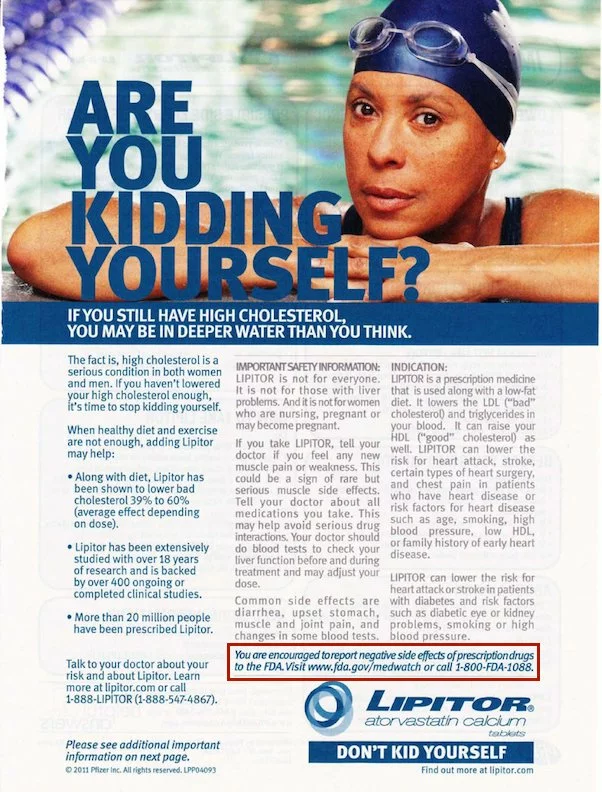 ARE
YOU
KIDDING
YOURSELF?
IF YOU STILL HAVE HIGH CHOLESTEROL,
YOU MAY BE IN DEEPER WATER THAN YOU THINK.
The fact is, high cholesterol is a
serious condition in both women
and men. If you haven't lowered
your high cholesterol enough,
it's time to stop kidding yourself.
When healthy diet and exercise
are not enough, adding Lipitor
may help:
• Along with diet, Lipitor has
been shown to lower bad
cholesterol 39% to 60%
(average effect depending
on dose).
• Lipitor has been extensively
studied with over 18 years
of research and is backed
by over 400 ongoing or
completed clinical studies.
• More than 20 million people
have been prescribed Lipitor.
Talk to your doctor about your
risk and about Lipitor. Learn
more at lipitor.com or call
1-888-LIPITOR (1-888-547-4867).
Please see additional important
information on next page.
© 2011 Pfizer Inc. All rights reserved. LPP04093
IMPORTANT SAFETY INFORMATION:
LIPITOR is not for everyone.
It is not for those with liver
problems. And it is not for women
who are nursing, pregnant or
may become pregnant.
If you take LIPITOR, tell your
doctor if you feel any new
muscle pain or weakness. This
could be a sign of rare but
serious muscle side effects.
Tell your doctor about all
medications you take. This
may help avoid serious drug
interactions. Your doctor should
do blood tests to check your
liver function before and during
treatment and may adjust your
dose.
Common side effects are
diarrhea, upset stomach,
muscle and joint pain, and
changes in some blood tests.
INDICATION:
LIPITOR is a prescription medicine
that is used along with a low-fat
diet. It lowers the LDL ("bad"
cholesterol) and triglycerides in
your blood. It can raise your
HDL ("good" cholesterol) as
well. LIPITOR can lower the
risk for heart attack, stroke,
certain types of heart surgery,
and chest pain in patients
who have heart disease or
risk factors for heart disease
such as age, smoking, high
blood pressure, low HDL,
or family history of early heart
disease.
LIPITOR can lower the risk for
heart attack or stroke in patients
with diabetes and risk factors
such as diabetic eye or kidney
problems, smoking or high
blood pressure.
You are encouraged to report negative side effects of prescription drugs
to the FDA. Visit www.fda.gov/medwatch or call 1-800-FDA-1088.
LIPITOR®
atorvastatin calcium
tablets
DON'T KID YOURSELF
Find out more at lipitor.com